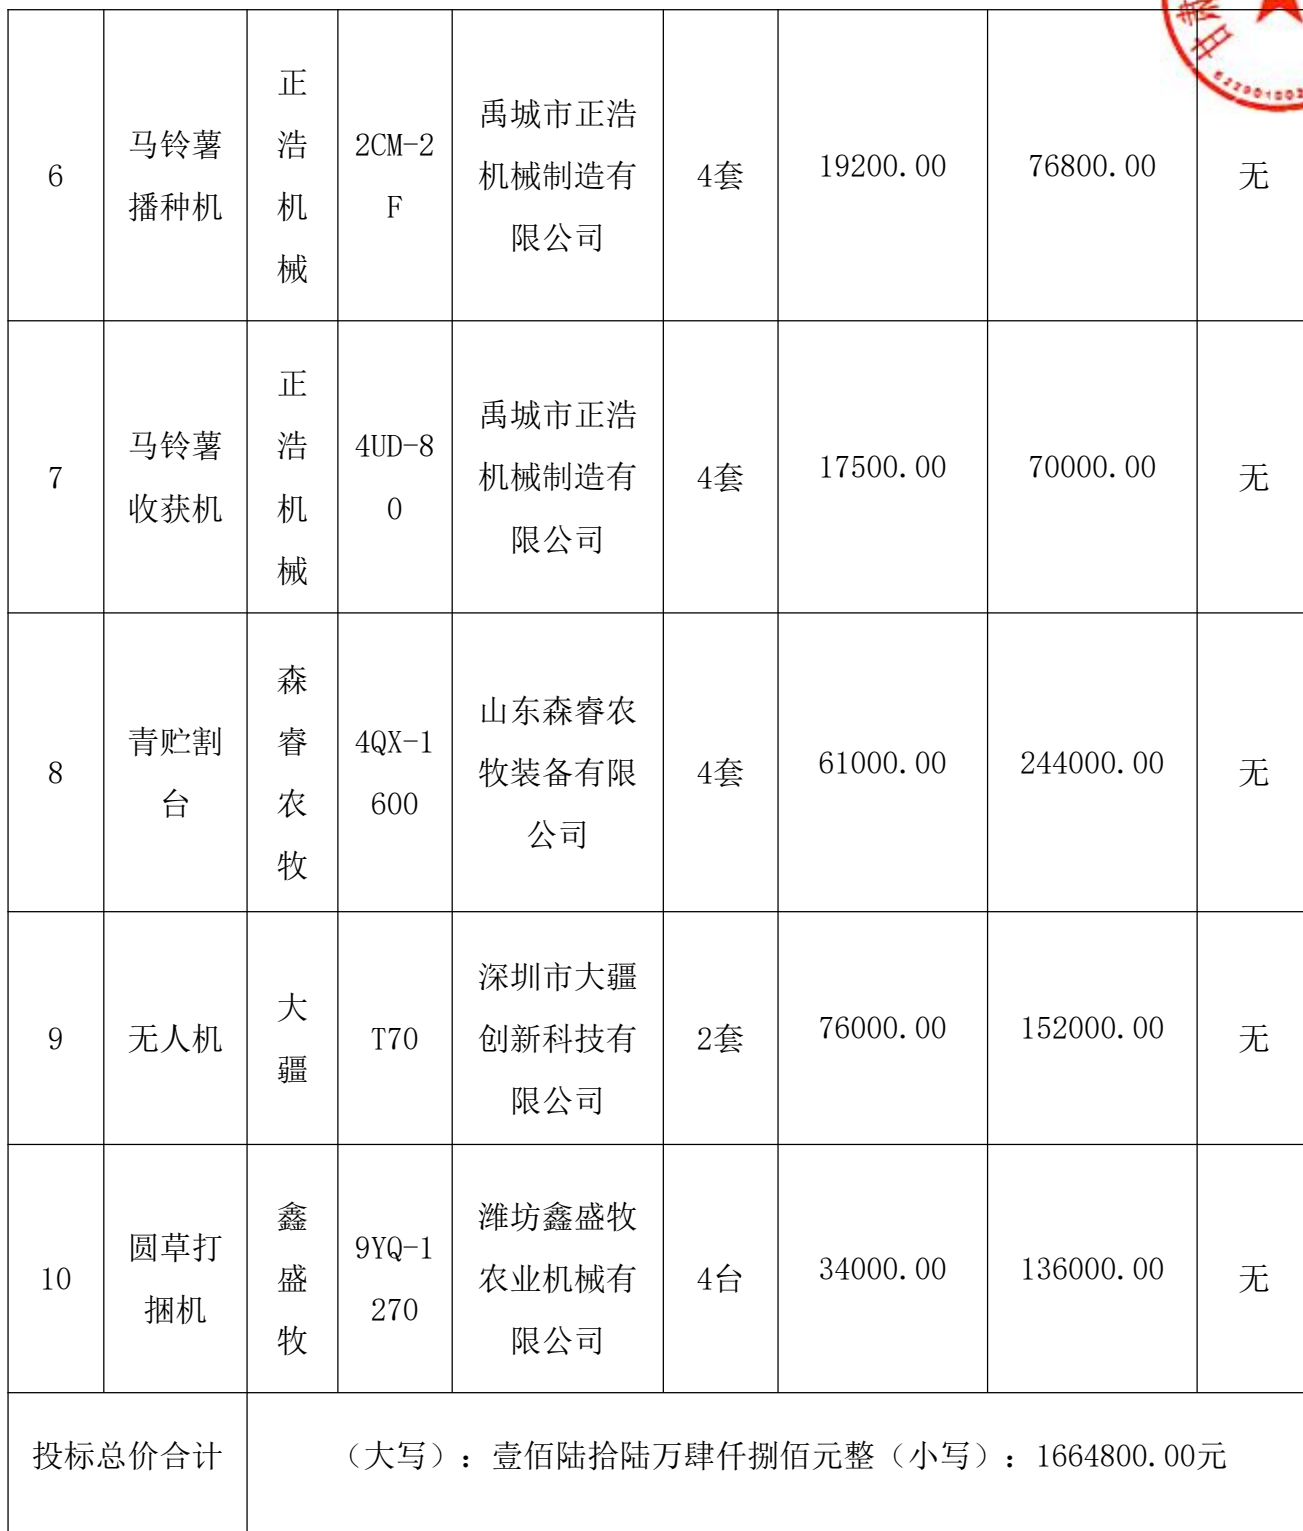 甘肃
622901003
6 马铃薯播种机 正浩机械 2CM-2F 禹城市正浩机械制造有限公司 4套 19200.00 76800.00 无
7 马铃薯收获机 正浩机械 4UD-80 禹城市正浩机械制造有限公司 4套 17500.00 70000.00 无
8 青贮割台 森睿农牧 4QX-1600 山东森睿农牧装备有限公司 4套 61000.00 244000.00 无
9 无人机 大疆 T70 深圳市大疆创新科技有限公司 2套 76000.00 152000.00 无
10 圆草打捆机 鑫盛牧 9YQ-1270 潍坊鑫盛牧农业机械有限公司 4台 34000.00 136000.00 无
投标总价合计 （大写）：壹佰陆拾陆万肆仟捌佰元整（小写）：1664800.00元